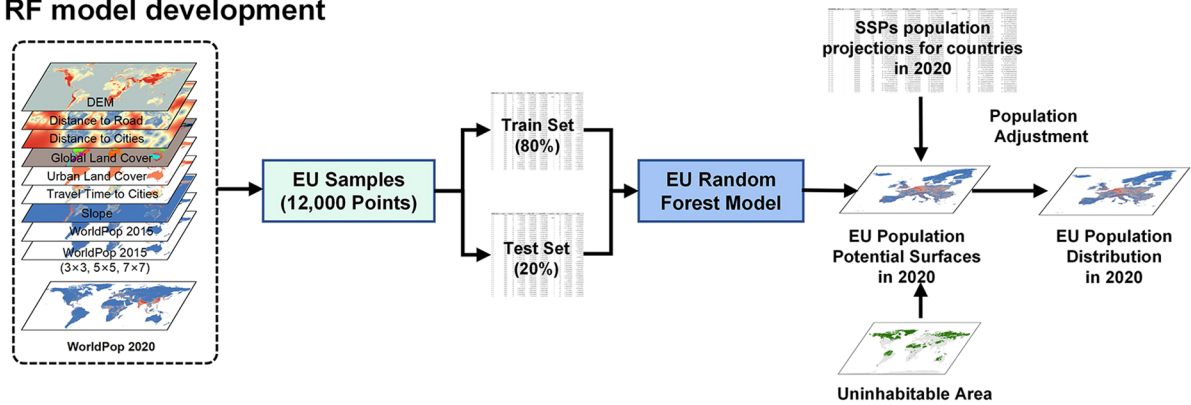 RF model development
DEM
Distance to Road
Distance to Cities
Global Land Cover
Urban Land Cover
Travel Time to Cities
Slope
WorldPop 2015
WorldPop 2015
(3×3, 5×5, 7×7)
WorldPop 2020
EU Samples
(12,000 Points)
Train Set
(80%)
Test Set
(20%)
EU Random
Forest Model
SSPs population
projections for countries
in 2020
Population
Adjustment
EU Population
Potential Surfaces
in 2020
EU Population
Distribution
in 2020
Uninhabitable Area